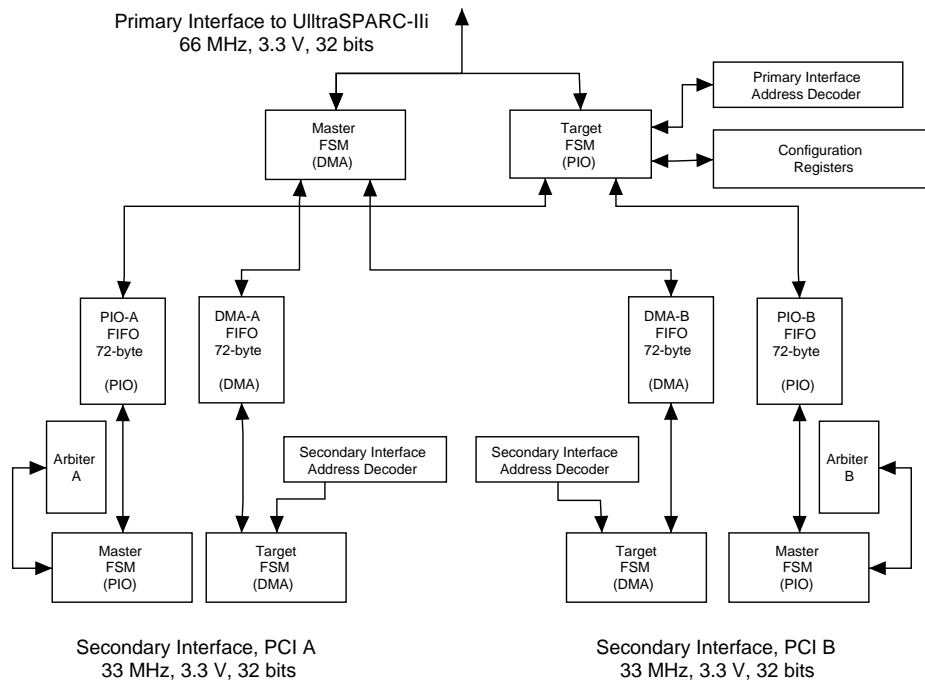 Primary Interface to UlltraSPARC-IIi
66 MHz, 3.3 V, 32 bits
Primary Interface
Address Decoder
Master
FSM
(DMA)
Target
FSM
(PIO)
Configuration
Registers
PIO-A
FIFO
72-byte
(PIO)
DMA-A
FIFO
72-byte
(DMA)
DMA-B
FIFO
72-byte
(DMA)
PIO-B
FIFO
72-byte
(PIO)
Arbiter
A
Secondary Interface
Address Decoder
Secondary Interface
Address Decoder
Arbiter
B
Master
FSM
(PIO)
Target
FSM
(DMA)
Target
FSM
(DMA)
Master
FSM
(PIO)
Secondary Interface, PCI A
33 MHz, 3.3 V, 32 bits
Secondary Interface, PCI B
33 MHz, 3.3 V, 32 bits